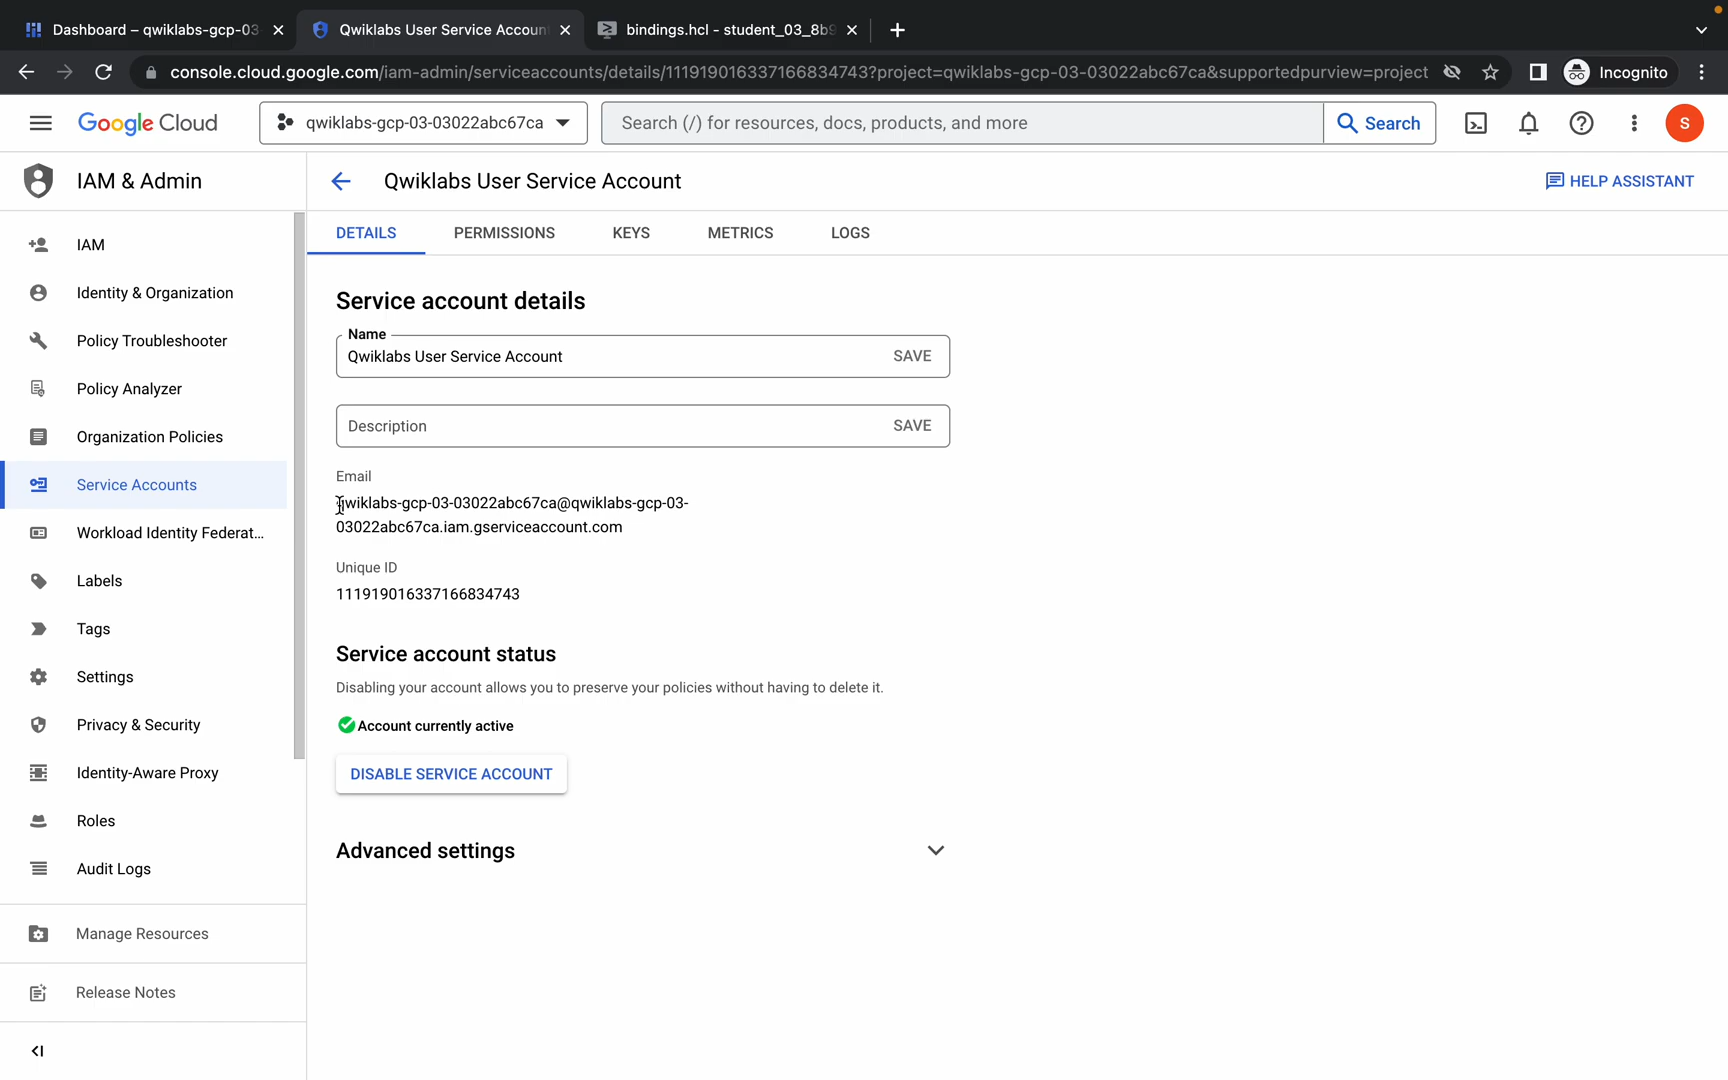 Dashboard – qwiklabs-gcp-03
Qwiklabs User Service Accoun
bindings.hcl - student_03_8b9
console.cloud.google.com/iam-admin/serviceaccounts/details/111919016337166834743?project=qwiklabs-gcp-03-03022abc67ca&supportedpurview=project
Incognito
Google Cloud
qwiklabs-gcp-03-03022abc67ca
Search (/) for resources, docs, products, and more
Search
S
IAM & Admin
Qwiklabs User Service Account
HELP ASSISTANT
IAM
Identity & Organization
Policy Troubleshooter
Policy Analyzer
Organization Policies
Service Accounts
Workload Identity Federat...
Labels
Tags
Settings
Privacy & Security
Identity-Aware Proxy
Roles
Audit Logs
Manage Resources
Release Notes
DETAILS
PERMISSIONS
KEYS
METRICS
LOGS
Service account details
Name
Qwiklabs User Service Account
SAVE
Description
SAVE
Email
qwiklabs-gcp-03-03022abc67ca@qwiklabs-gcp-03-
03022abc67ca.iam.gserviceaccount.com
Unique ID
111919016337166834743
Service account status
Disabling your account allows you to preserve your policies without having to delete it.
Account currently active
DISABLE SERVICE ACCOUNT
Advanced settings